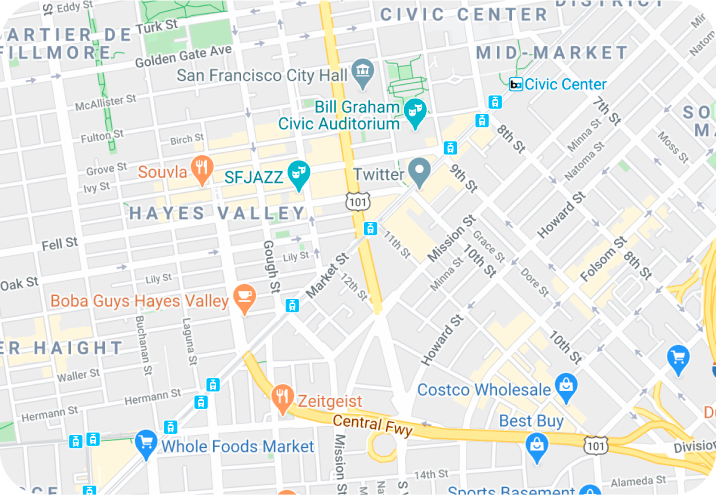 Eddy St
DISTRICT
CIVIC CENTER
Turk St
ARTIER DE
FILLMORE
Golden Gate Ave
MID-MARKET
San Francisco City Hall
Civic Center
McAllister St
Bill Graham
Civic Auditorium
7th St
SO
MA
Fulton St
Birch St
8th St
Minna St
Moss St
Natoma St
Grove St
Souvla
Ivy St
SFJAZZ
Twitter
9th St
101
HAYES VALLEY
Howard St
Fell St
Gough St
11th St
Mission St
Grace St
Folsom St
8th St
Lily St
Market St
10th St
Minna St
Dore St
Oak St
Lily St
12th St
Boba Guys Hayes Valley
Buchanan St
Laguna St
Howard St
10th St
ER HAIGHT
Waller St
Costco Wholesale
Hermann St
Hermann St
Zeitgeist
Best Buy
Central Fwy
101
Whole Foods Market
Mission St
Division
14th St
Alameda St
Sports Basement